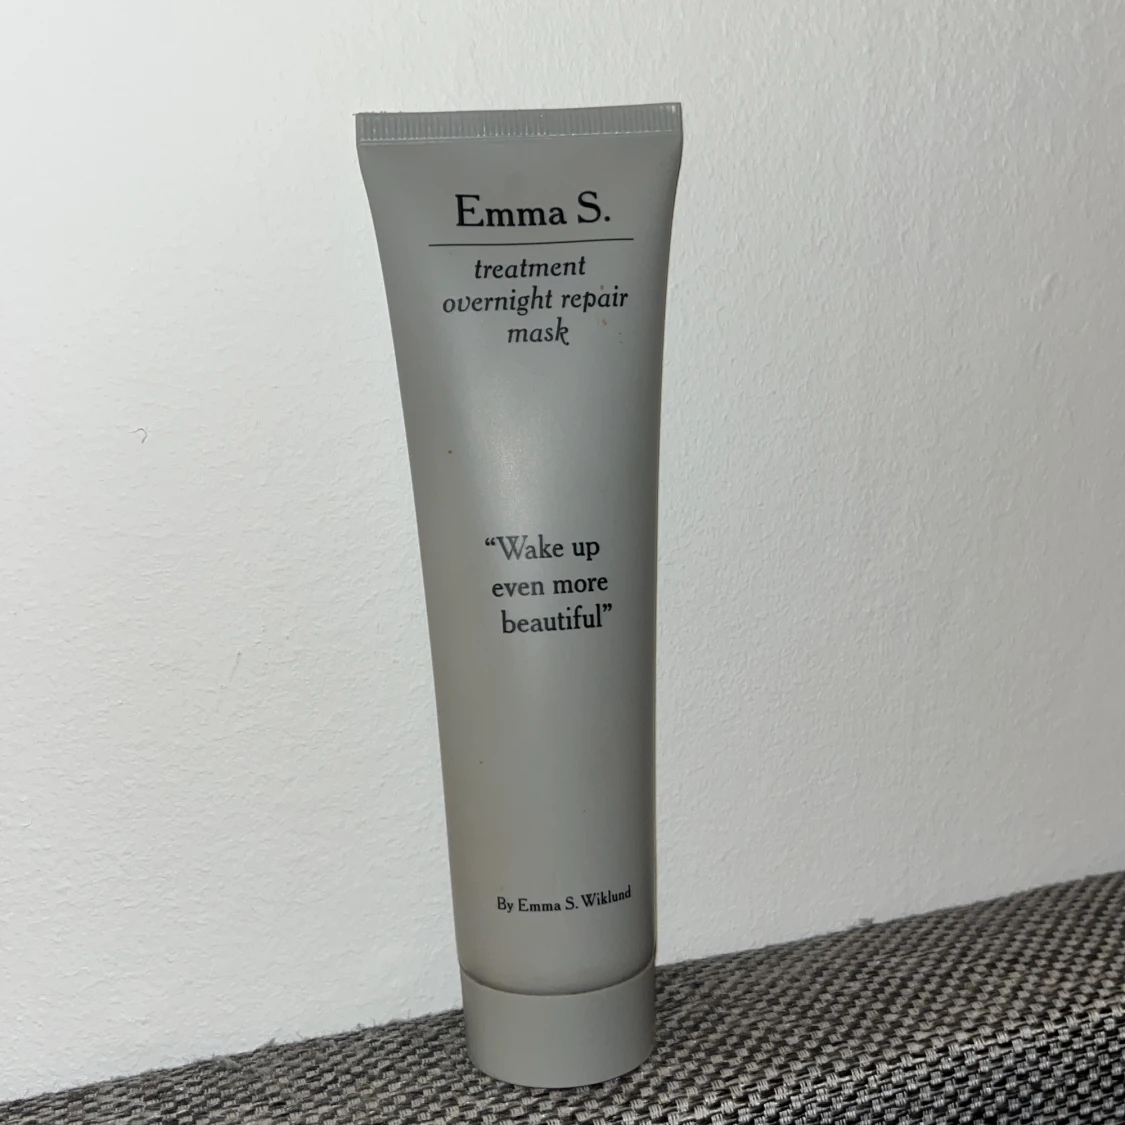 Emma S.
treatment
overnight repair
mask
“Wake up
even more
beautiful”
By Emma S. Wiklund